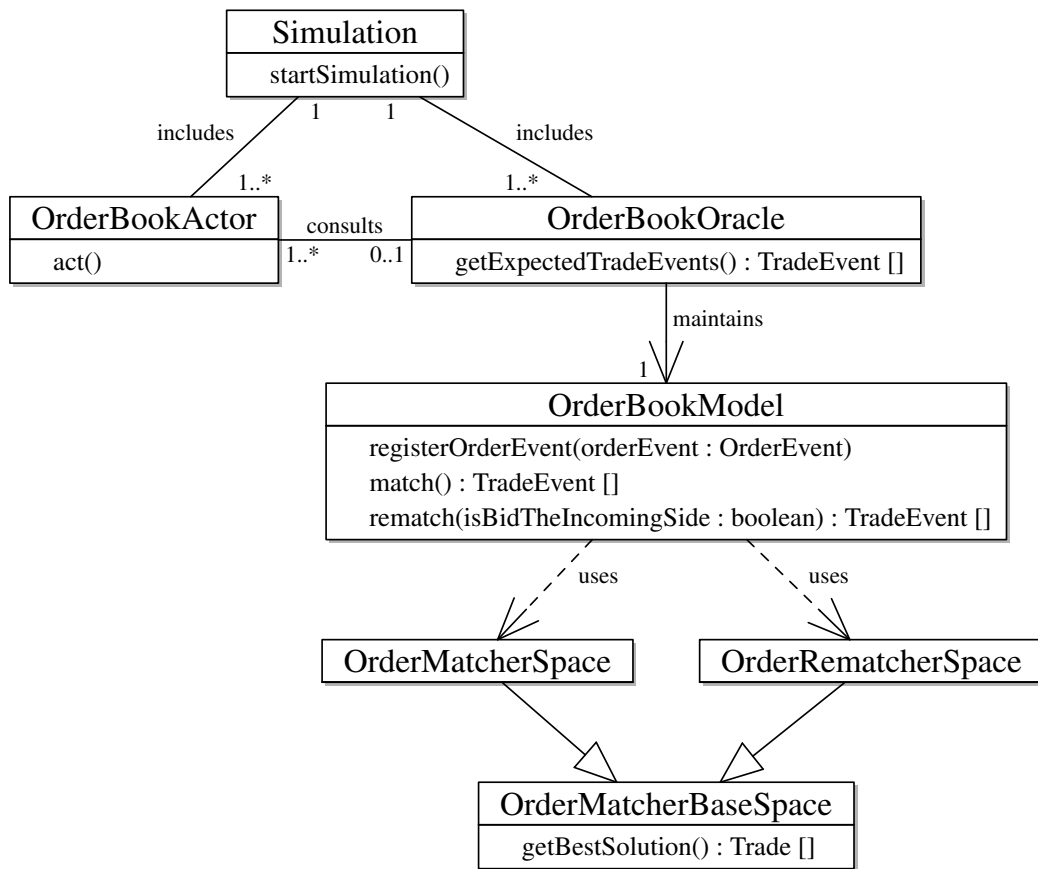 Simulation
startSimulation()
1 1
includes includes
1..* 1..*
OrderBookActor
act()
consults
1..* 0..1
OrderBookOracle
getExpectedTradeEvents() : TradeEvent []
maintains
1
OrderBookModel
registerOrderEvent(orderEvent : OrderEvent)
match() : TradeEvent []
rematch(isBidTheIncomingSide : boolean) : TradeEvent []
uses uses
OrderMatcherSpace
OrderRematcherSpace
OrderMatcherBaseSpace
getBestSolution() : Trade []